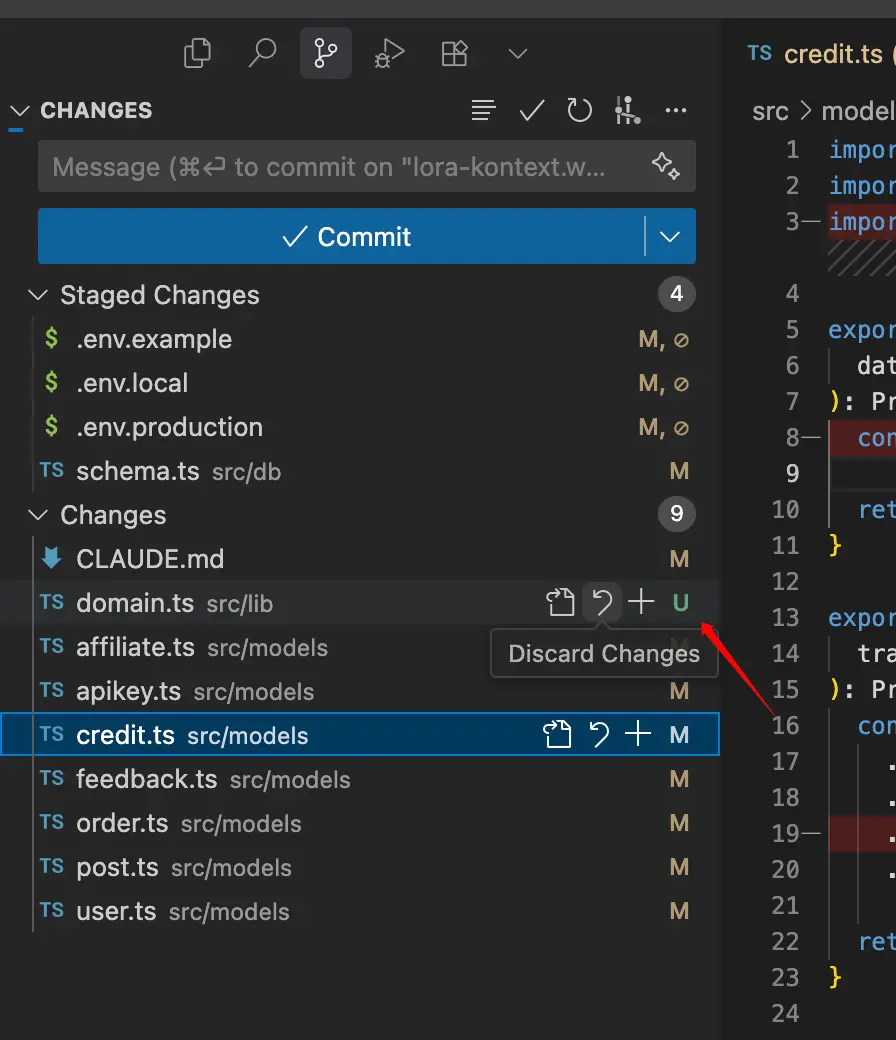 TS credit.ts (
CHANGES
src > model
Message (⌘⏎ to commit on "lora-kontext.w...
Commit
Staged Changes 4
$ .env.example M, ⊘
$ .env.local M, ⊘
$ .env.production M, ⊘
TS schema.ts src/db M
Changes 9
CLAUDE.md M
TS domain.ts src/lib U
TS affiliate.ts src/models
Discard Changes
TS apikey.ts src/models M
TS credit.ts src/models M
TS feedback.ts src/models M
TS order.ts src/models M
TS post.ts src/models M
TS user.ts src/models M
1 impor
2 impor
3— impor
4
5 expor
6 dat
7 ): Pr
8— con
9
10 ret
11 }
12
13 expor
14 tra
15 ): Pr
16 con
17 .
18 .
19— .
20 .
21
22 ret
23 }
24